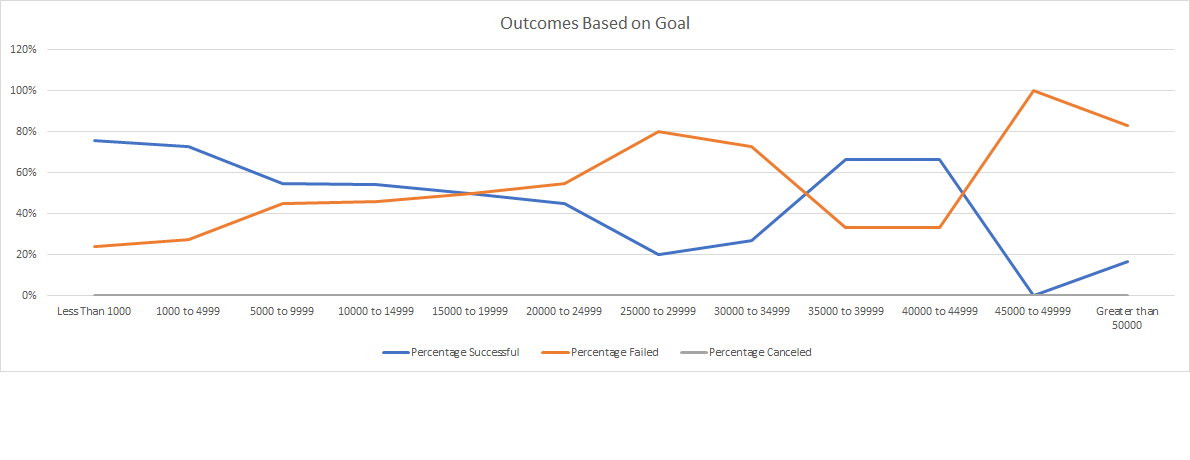 Outcomes Based on Goal
120%
100%
80%
60%
40%
20%
0%
Less Than 1000 1000 to 4999 5000 to 9999 10000 to 14999 15000 to 19999 20000 to 24999 25000 to 29999 30000 to 34999 35000 to 39999 40000 to 44999 45000 to 49999 Greater than
50000
Percentage Successful Percentage Failed Percentage Canceled